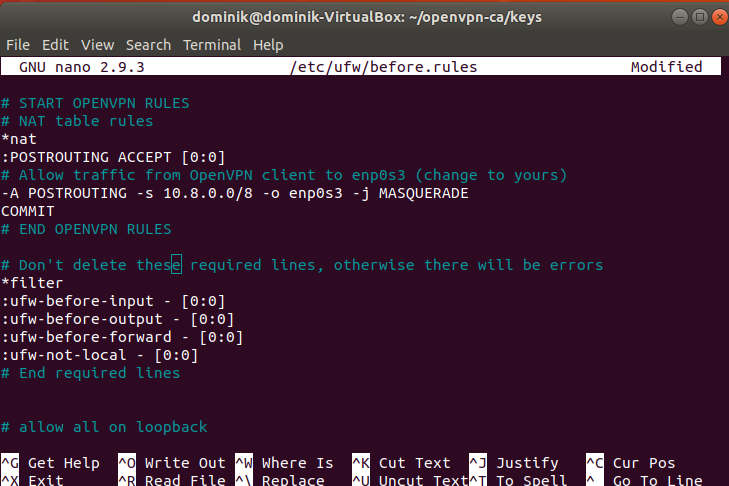 dominik@dominik-VirtualBox: ~/openvpn-ca/keys
File Edit View Search Terminal Help
GNU nano 2.9.3 /etc/ufw/before.rules Modified
# START OPENVPN RULES
# NAT table rules
*nat
:POSTROUTING ACCEPT [0:0]
# Allow traffic from OpenVPN client to enp0s3 (change to yours)
-A POSTROUTING -s 10.8.0.0/8 -o enp0s3 -j MASQUERADE
COMMIT
# END OPENVPN RULES
# Don't delete these required lines, otherwise there will be errors
*filter
:ufw-before-input - [0:0]
:ufw-before-output - [0:0]
:ufw-before-forward - [0:0]
:ufw-not-local - [0:0]
# End required lines
# allow all on loopback
^G Get Help ^O Write Out ^W Where Is ^K Cut Text ^J Justify ^C Cur Pos
^X Exit ^R Read File ^\ Replace ^U Uncut Text ^T To Spell ^_ Go To Line